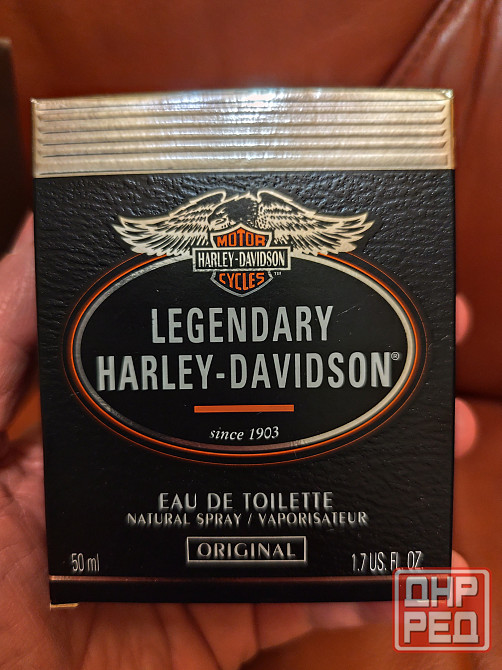 MOTOR
HARLEY-DAVIDSON
CYCLES™
LEGENDARY
HARLEY-DAVIDSON®
since 1903
EAU DE TOILETTE
NATURAL SPRAY / VAPORISATEUR
ORIGINAL
50 ml 1.7 US. FL. OZ.
ДНР
РЕД